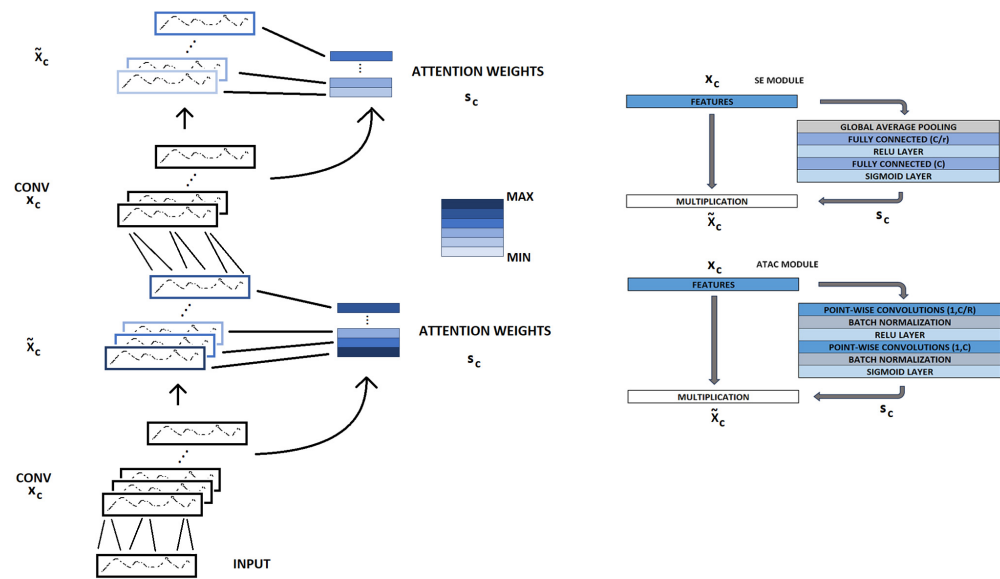 X̃c
ATTENTION WEIGHTS
sc
CONV
xc
MAX
MIN
X̃c
ATTENTION WEIGHTS
sc
CONV
xc
INPUT
xc
SE MODULE
FEATURES
GLOBAL AVERAGE POOLING
FULLY CONNECTED (C/r)
RELU LAYER
FULLY CONNECTED (C)
SIGMOID LAYER
MULTIPLICATION
sc
X̃c
xc
ATAC MODULE
FEATURES
POINT-WISE CONVOLUTIONS (1,C/R)
BATCH NORMALIZATION
RELU LAYER
POINT-WISE CONVOLUTIONS (1,C)
BATCH NORMALIZATION
SIGMOID LAYER
MULTIPLICATION
sc
X̃c